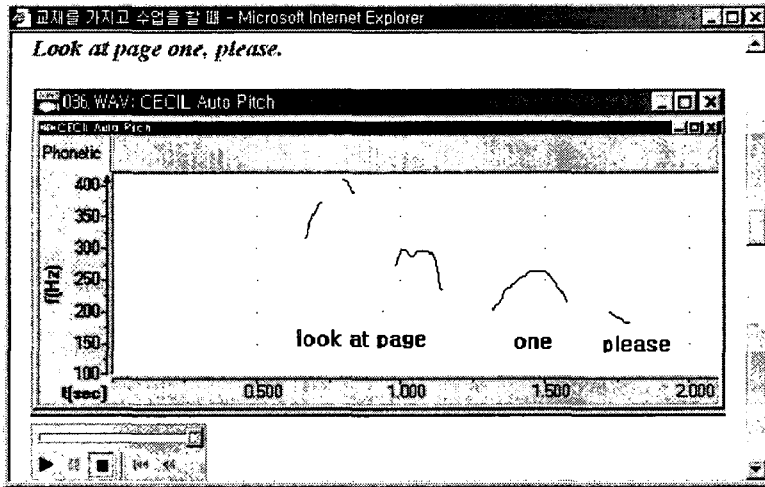 교재를 가지고 수업을 할 때 - Microsoft Internet Explorer
Look at page one, please.
036.WAV: CECIL Auto Pitch
CECIL Auto Pitch
Phonetic
400
350
300
f(Hz)
250
200
150
100
look at page one please
t[sec] 0.500 1.000 1.500 2.000